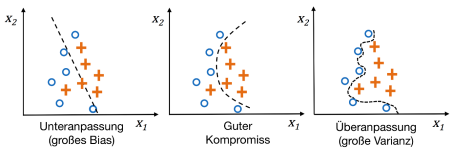 x2
x2
x2
x1
x1
x1
Unteranpassung
(großes Bias)
Guter
Kompromiss
Überanpassung
(große Varianz)